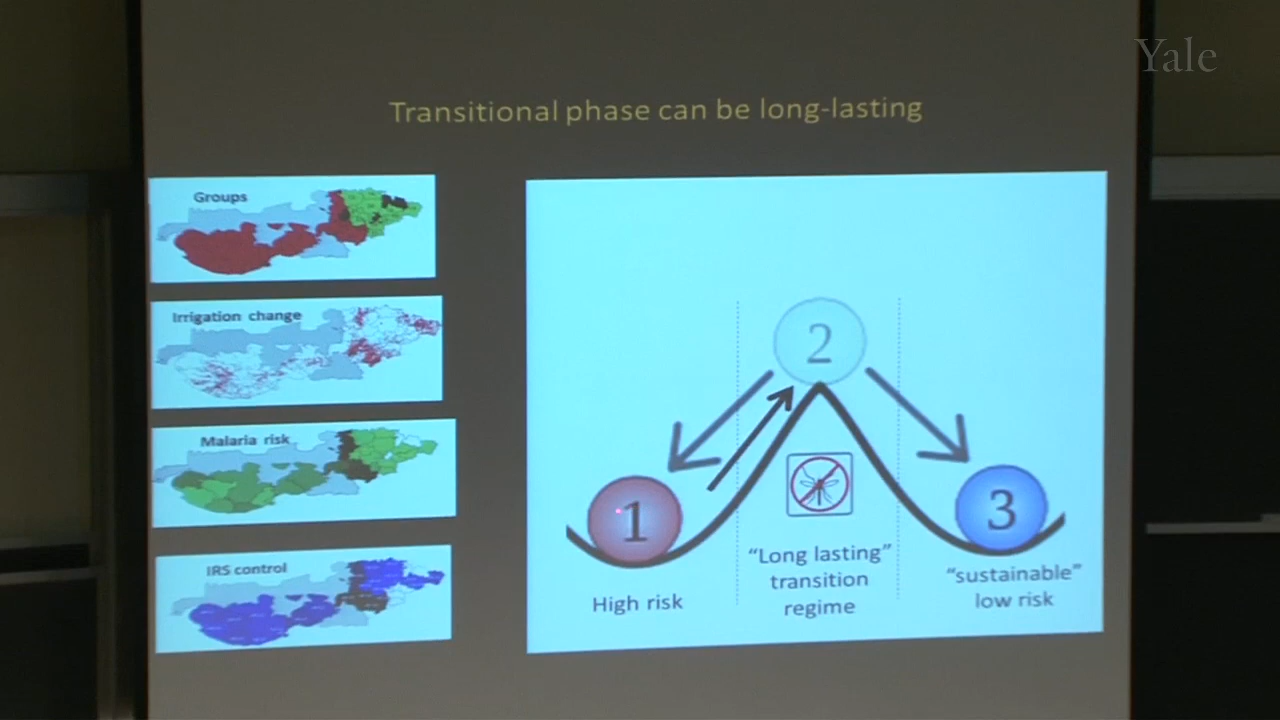 Yale
Transitional phase can be long-lasting
Groups
Irrigation change
Malaria risk
IRS control
2
1
3
High risk
“Long lasting”
transition
regime
“sustainable”
low risk